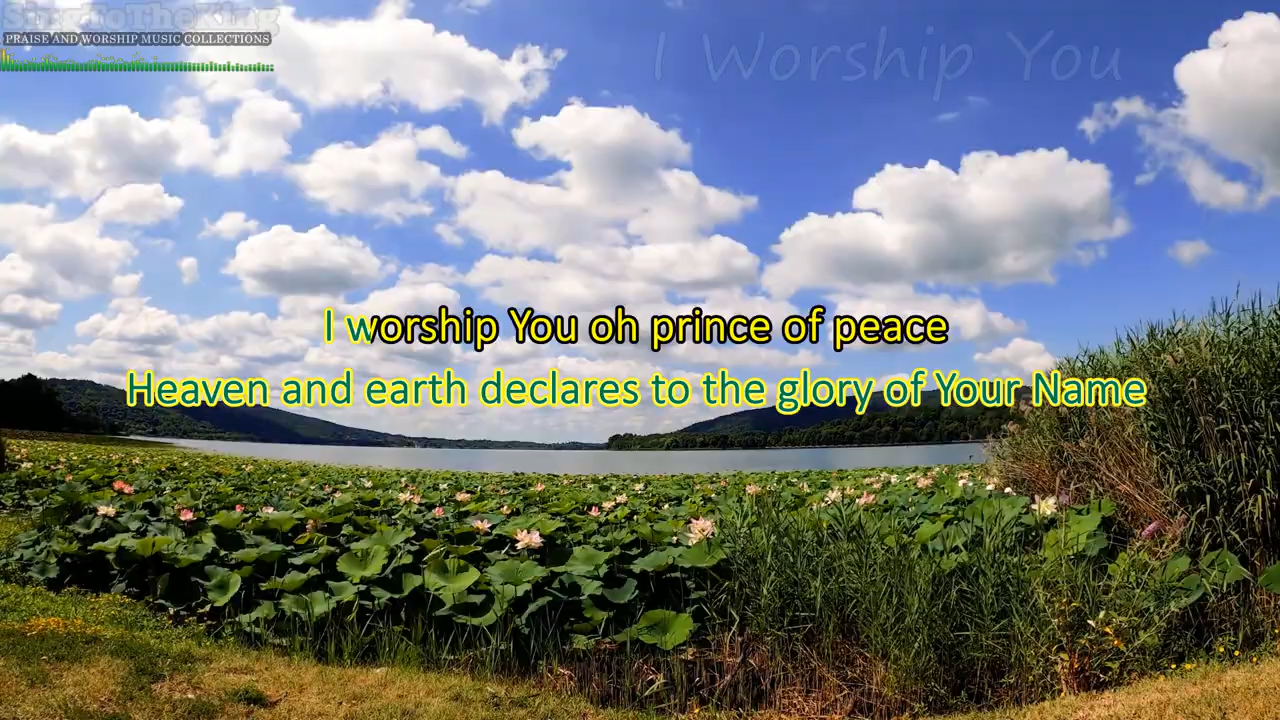 SingToTheKing
PRAISE AND WORSHIP MUSIC COLLECTIONS
I Worship You
I worship You oh prince of peace
Heaven and earth declares to the glory of Your Name